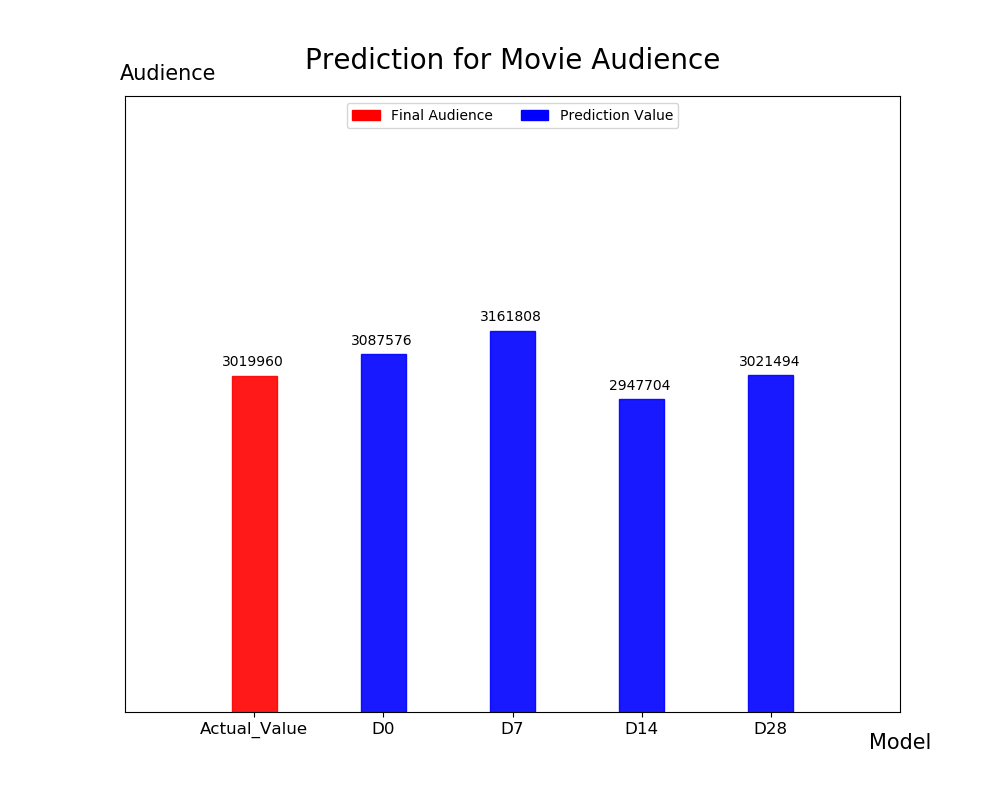 Prediction for Movie Audience
Audience
Final Audience Prediction Value
3161808
3087576
3019960 3021494
2947704
Actual_Value D0 D7 D14 D28
Model